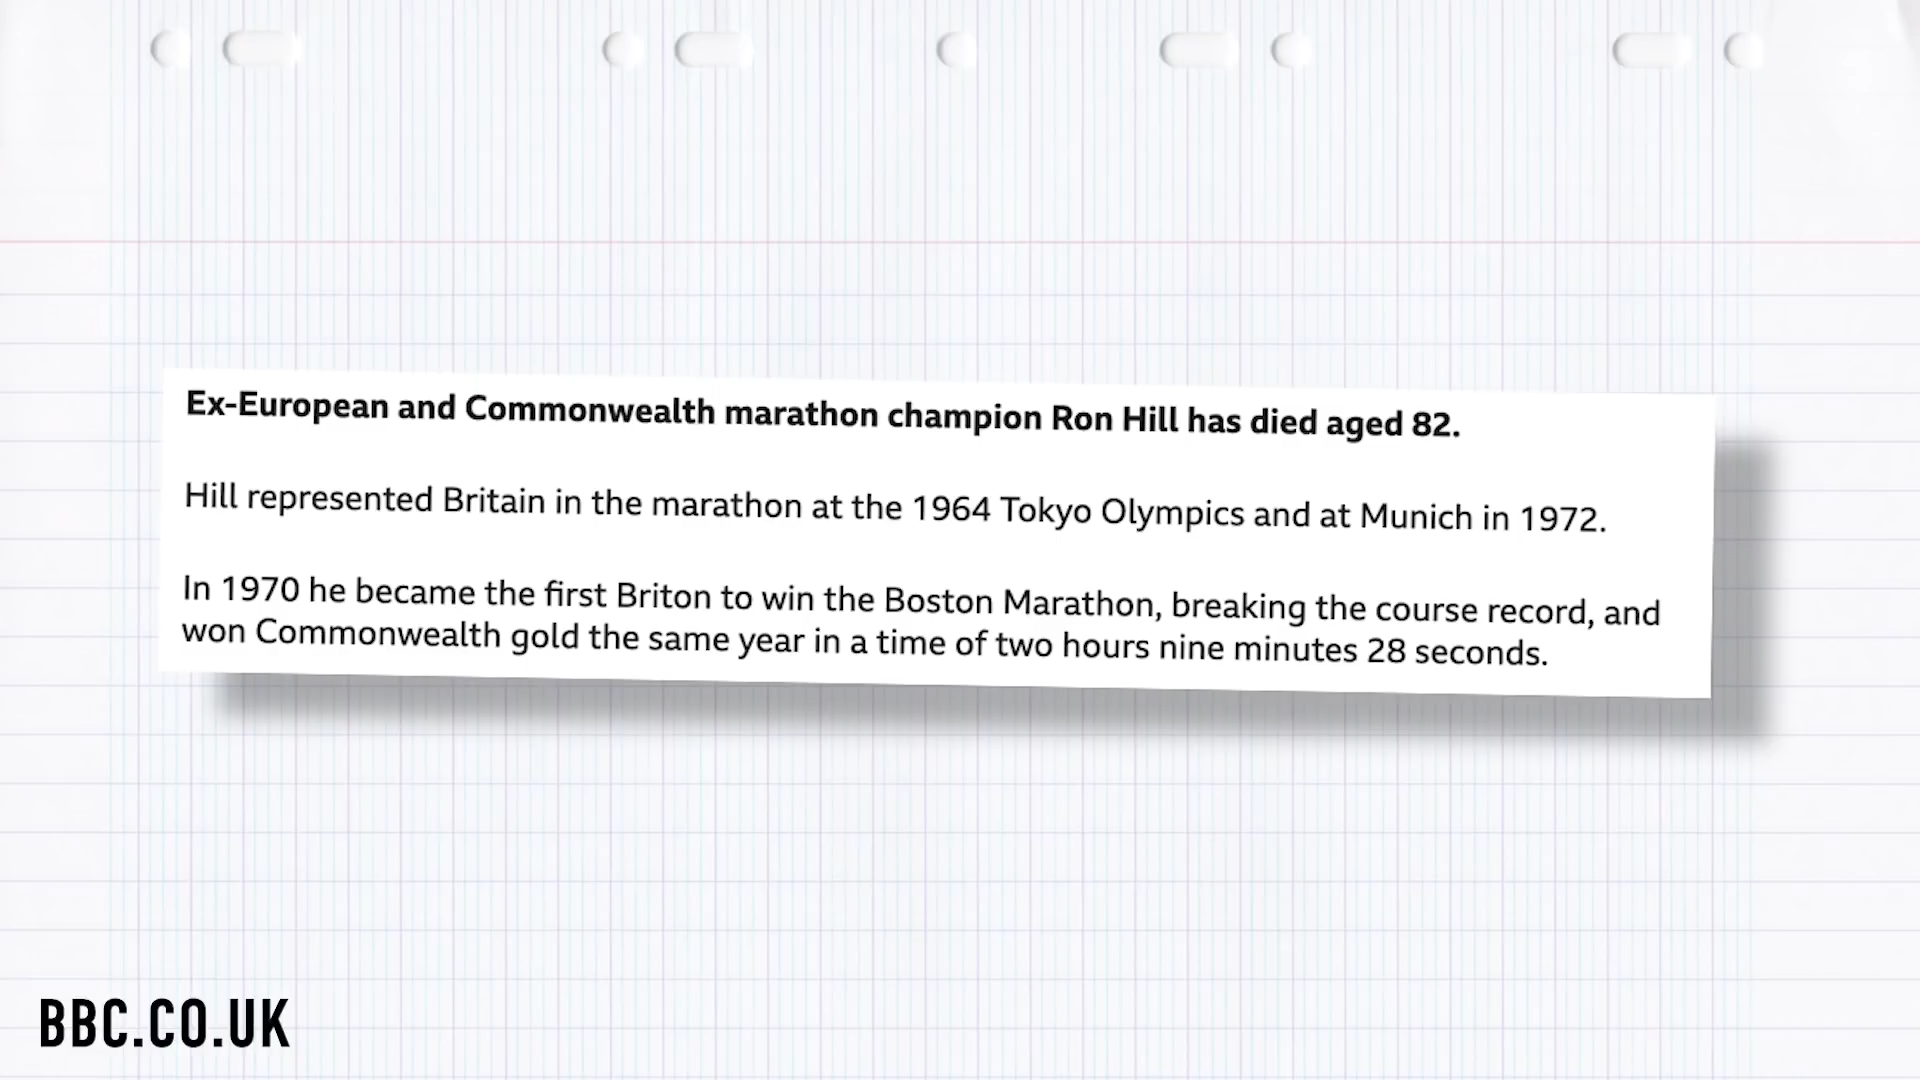 Ex-European and Commonwealth marathon champion Ron Hill has died aged 82.
Hill represented Britain in the marathon at the 1964 Tokyo Olympics and at Munich in 1972.
In 1970 he became the first Briton to win the Boston Marathon, breaking the course record, and
won Commonwealth gold the same year in a time of two hours nine minutes 28 seconds.
BBC.CO.UK